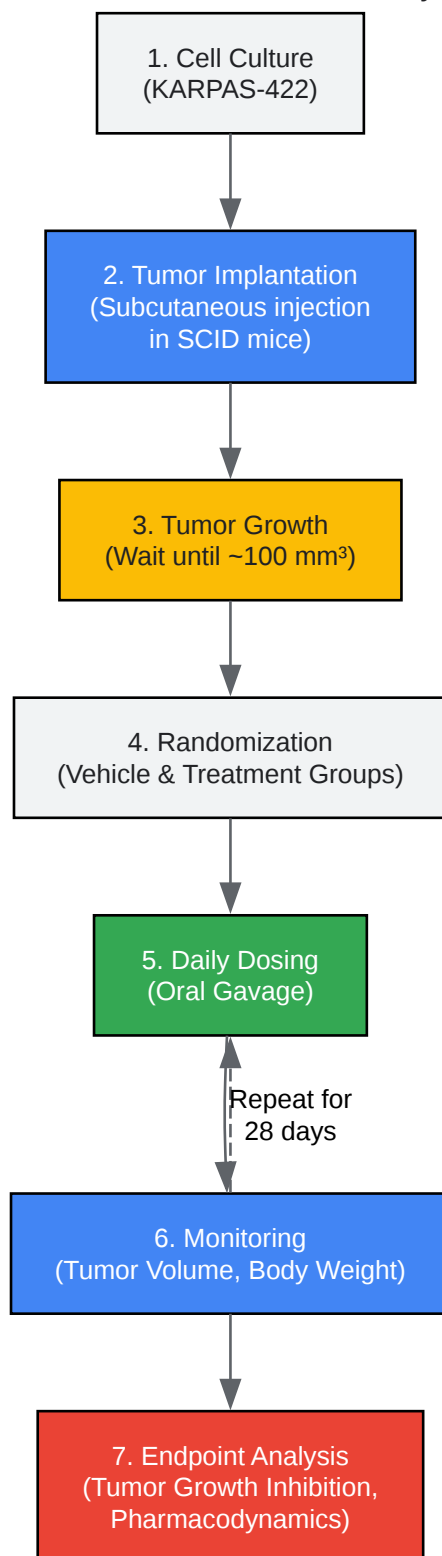 1. Cell Culture
(KARPAS-422)
2. Tumor Implantation
(Subcutaneous injection
in SCID mice)
3. Tumor Growth
(Wait until ~100 mm³)
4. Randomization
(Vehicle & Treatment Groups)
5. Daily Dosing
(Oral Gavage)
Repeat for
28 days
6. Monitoring
(Tumor Volume, Body Weight)
7. Endpoint Analysis
(Tumor Growth Inhibition,
Pharmacodynamics)